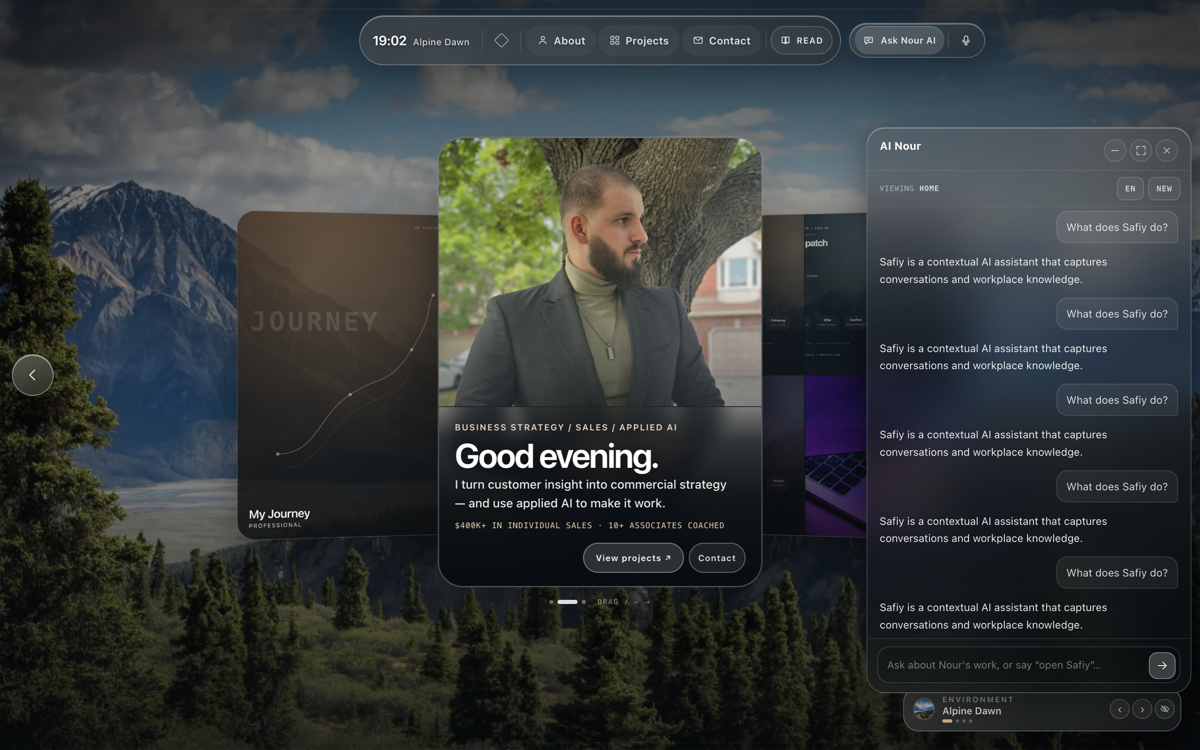 19:02 Alpine Dawn
About
Projects
Contact
READ
Ask Nour AI
JOURNEY
My Journey
PROFESSIONAL
BUSINESS STRATEGY / SALES / APPLIED AI
Good evening.
I turn customer insight into commercial strategy
— and use applied AI to make it work.
$400K+ IN INDIVIDUAL SALES · 10+ ASSOCIATES COACHED
View projects ↗
Contact
DRAG / ← →
patch
AI Nour
VIEWING HOME
EN
NEW
What does Safiy do?
Safiy is a contextual AI assistant that captures
conversations and workplace knowledge.
What does Safiy do?
Safiy is a contextual AI assistant that captures
conversations and workplace knowledge.
What does Safiy do?
Safiy is a contextual AI assistant that captures
conversations and workplace knowledge.
What does Safiy do?
Safiy is a contextual AI assistant that captures
conversations and workplace knowledge.
What does Safiy do?
Safiy is a contextual AI assistant that captures
conversations and workplace knowledge.
Ask about Nour's work, or say “open Safiy”...
ENVIRONMENT
Alpine Dawn